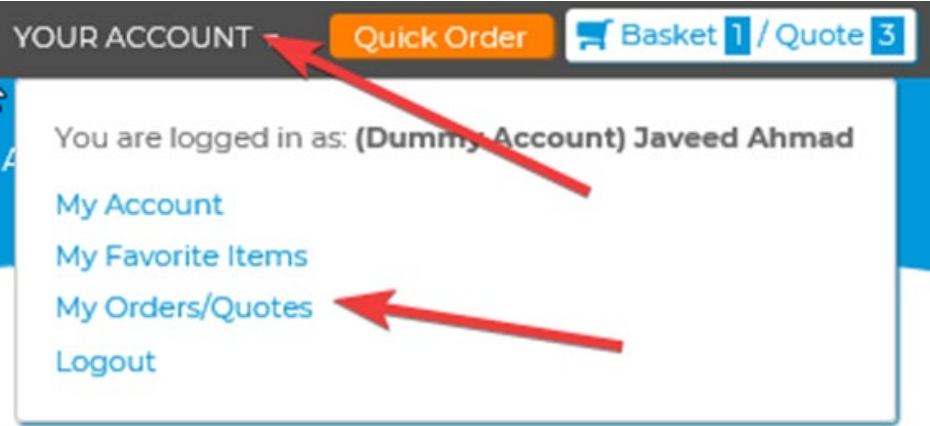 YOUR ACCOUNT Quick Order Basket 1 / Quote 3
You are logged in as: (Dummy Account) Javeed Ahmad
My Account
My Favorite Items
My Orders/Quotes
Logout